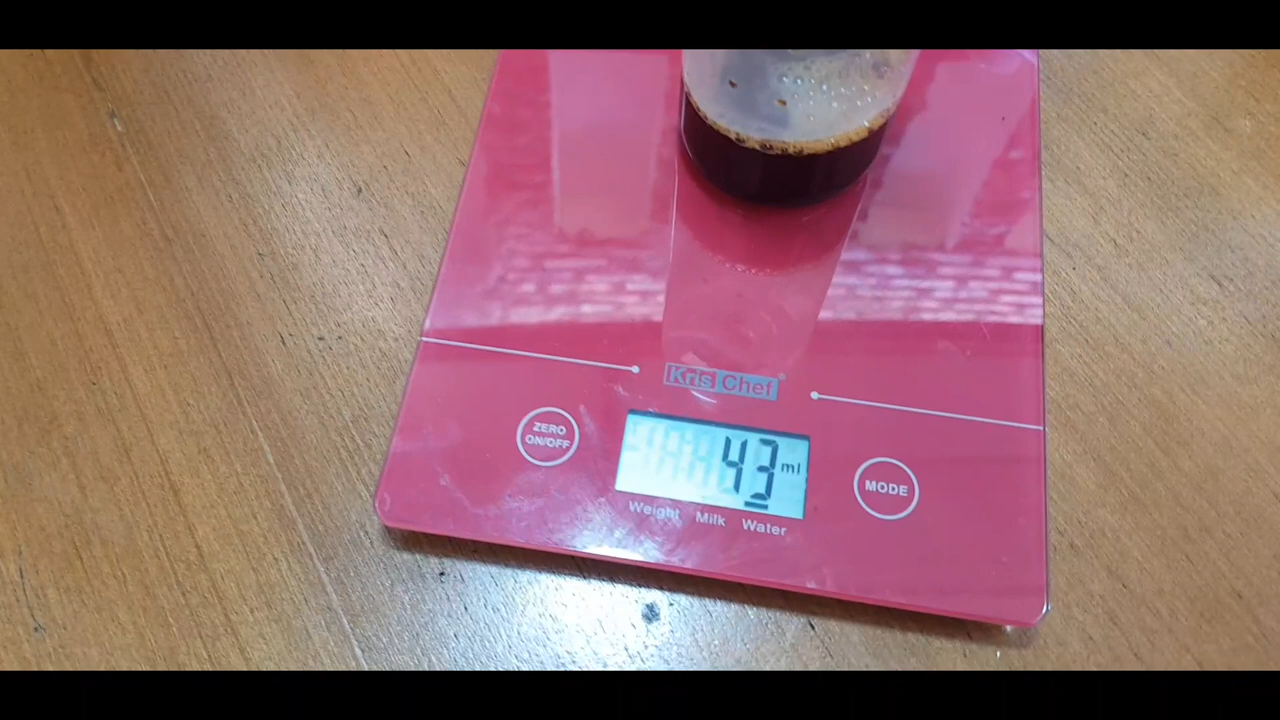 Kris Chef
ZERO
ON/OFF
43 ml
MODE
Weight Milk Water